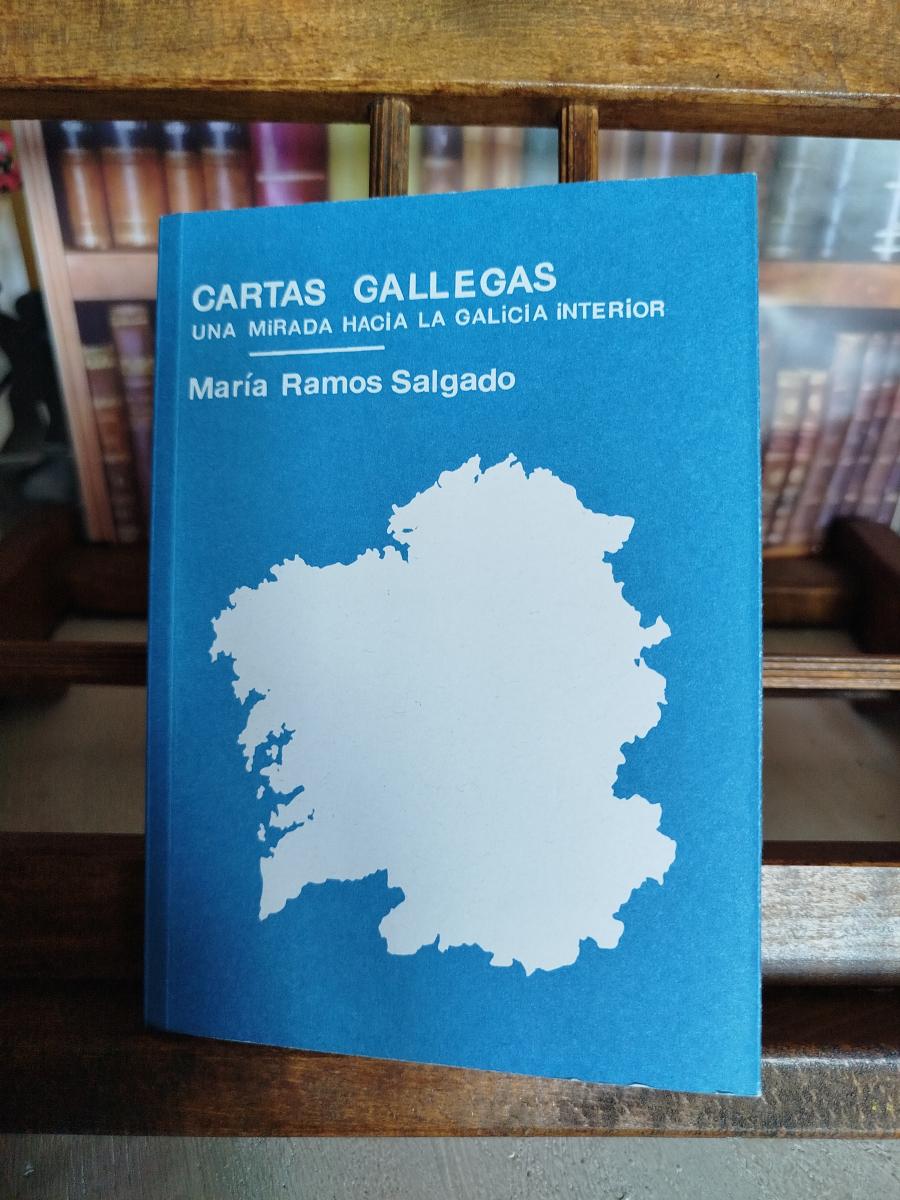 CARTAS GALLEGAS
UNA MiRADA HACiA LA GALiCiA iNTERiOR
María Ramos Salgado